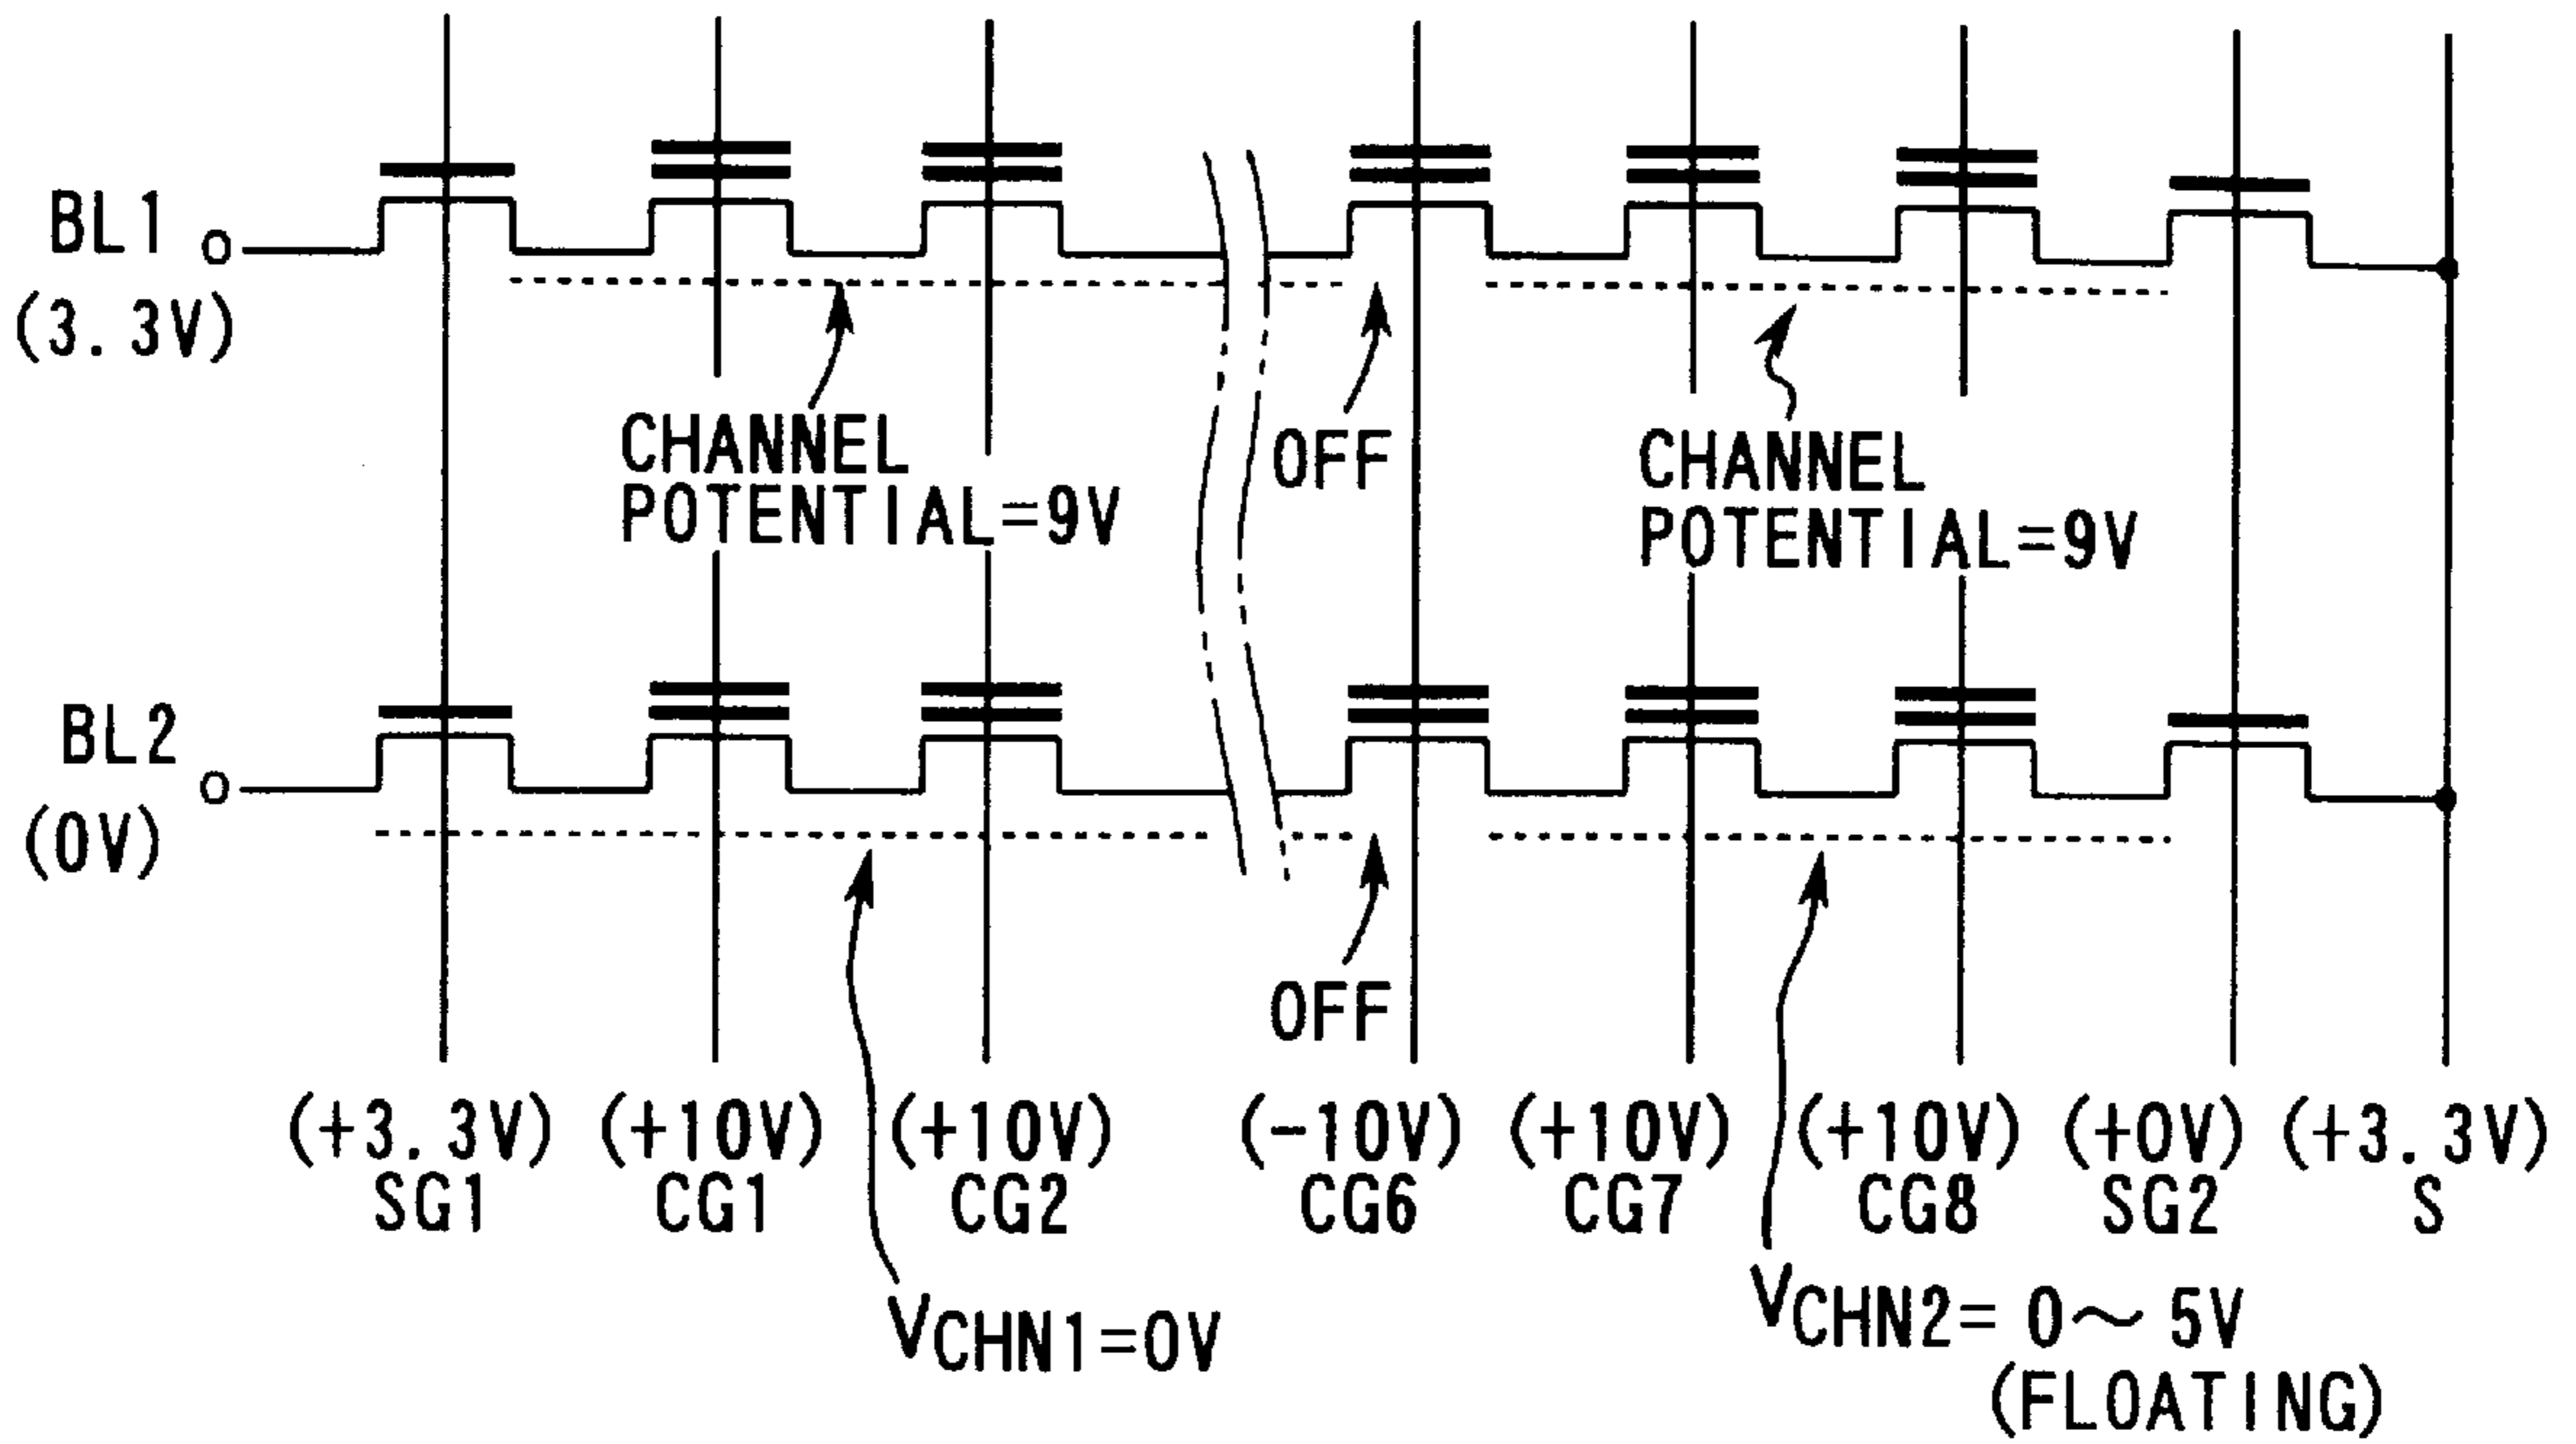 BL1
(3.3V)
CHANNEL
POTENTIAL=9V
OFF
CHANNEL
POTENTIAL=9V
BL2
(0V)
OFF
(+3.3V) (+10V) (+10V) (-10V) (+10V) (+10V) (+0V) (+3.3V)
SG1 CG1 CG2 CG6 CG7 CG8 SG2 S
VCHN1=0V
VCHN2= 0～ 5V
(FLOATING)